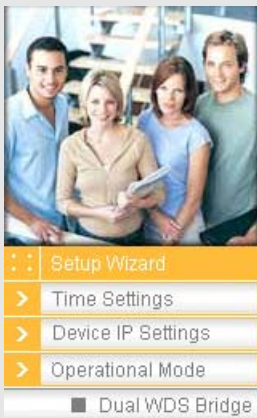 Setup Wizard
Time Settings
Device IP Settings
Operational Mode
Dual WDS Bridge